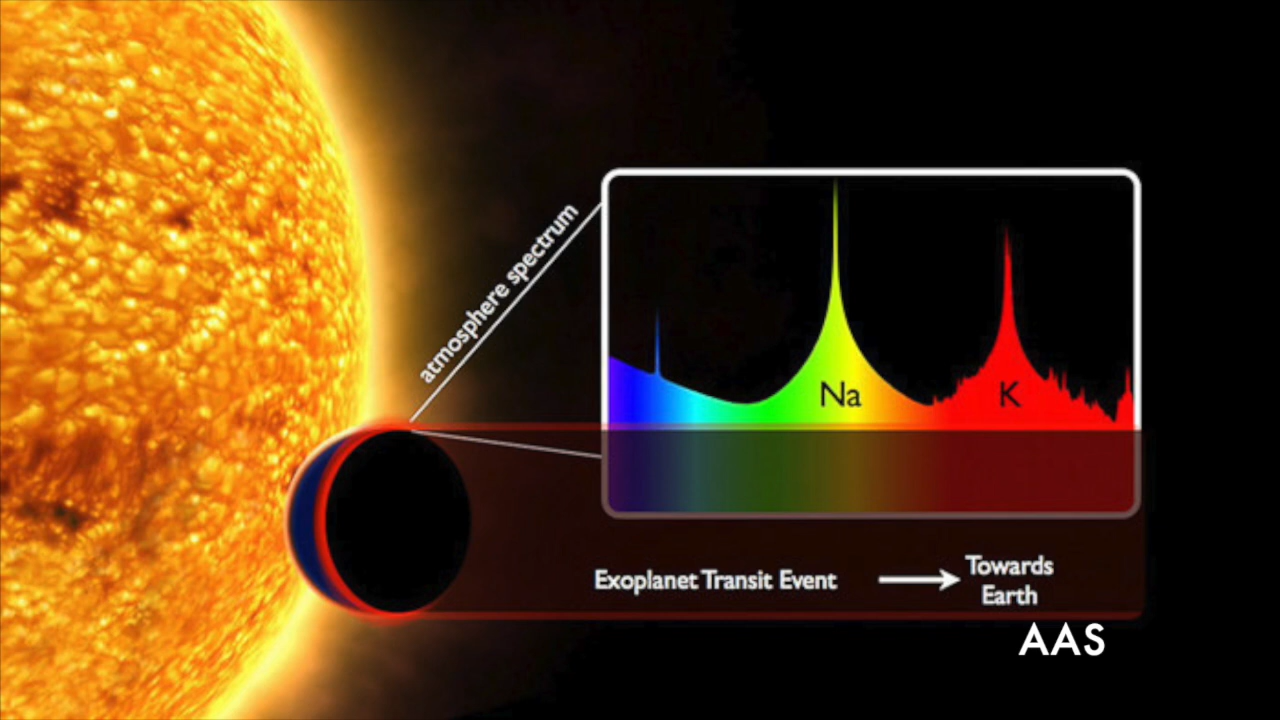 atmosphere spectrum
Na
K
Exoplanet Transit Event
Towards
Earth
AAS